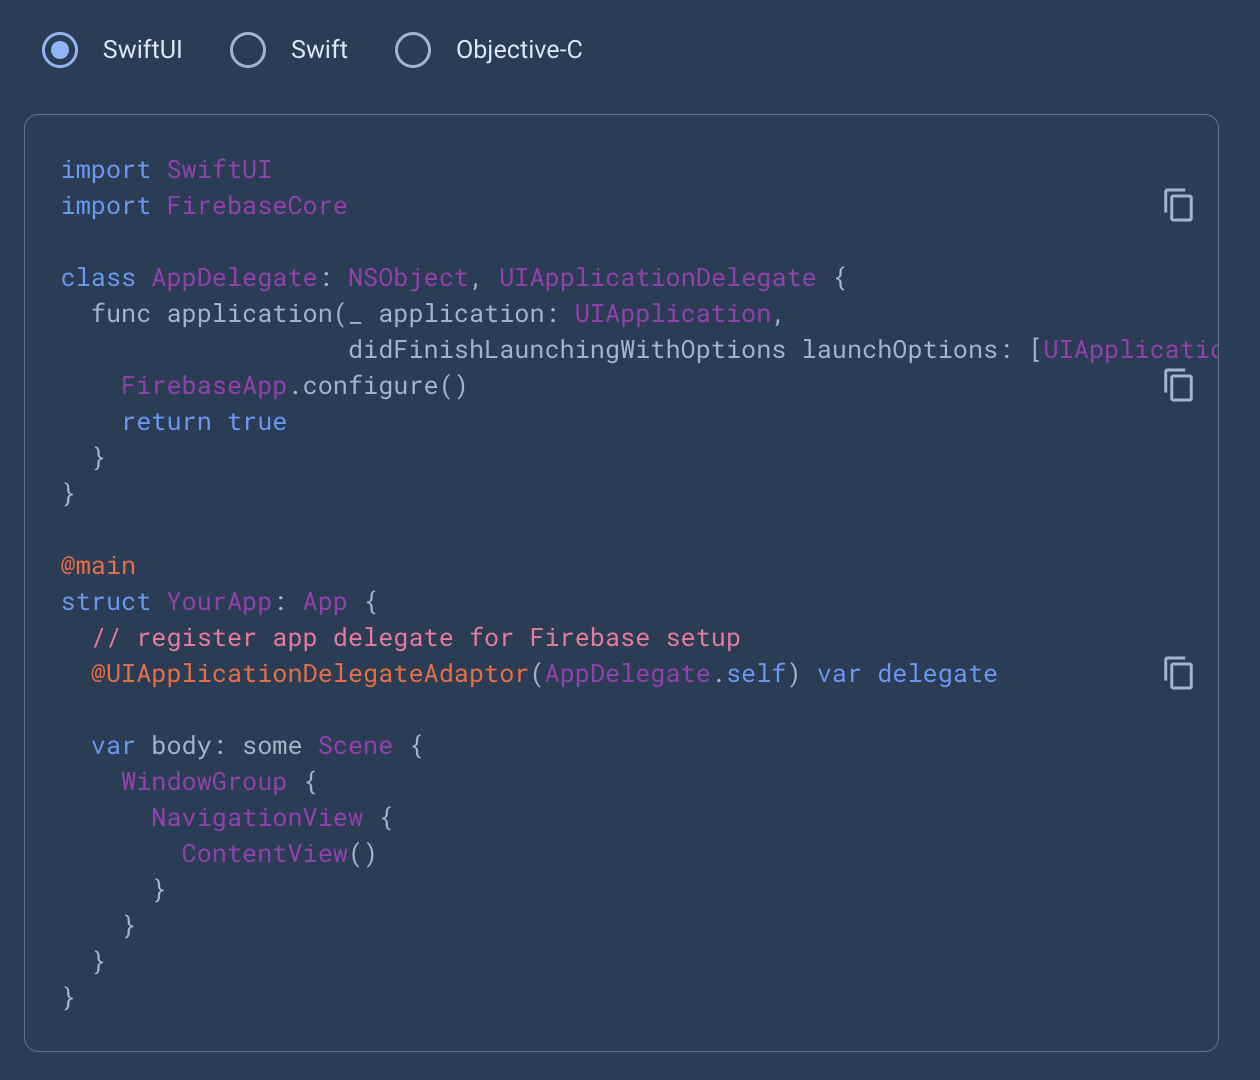 SwiftUI Swift Objective-C
import SwiftUI
import FirebaseCore
class AppDelegate: NSObject, UIApplicationDelegate {
  func application(_ application: UIApplication,
                   didFinishLaunchingWithOptions launchOptions: [
    FirebaseApp.configure()
    return true
  }
}
@main
struct YourApp: App {
  // register app delegate for Firebase setup
  @UIApplicationDelegateAdaptor(AppDelegate.self) var delegate
  var body: some Scene {
    WindowGroup {
      NavigationView {
        ContentView()
      }
    }
  }
}